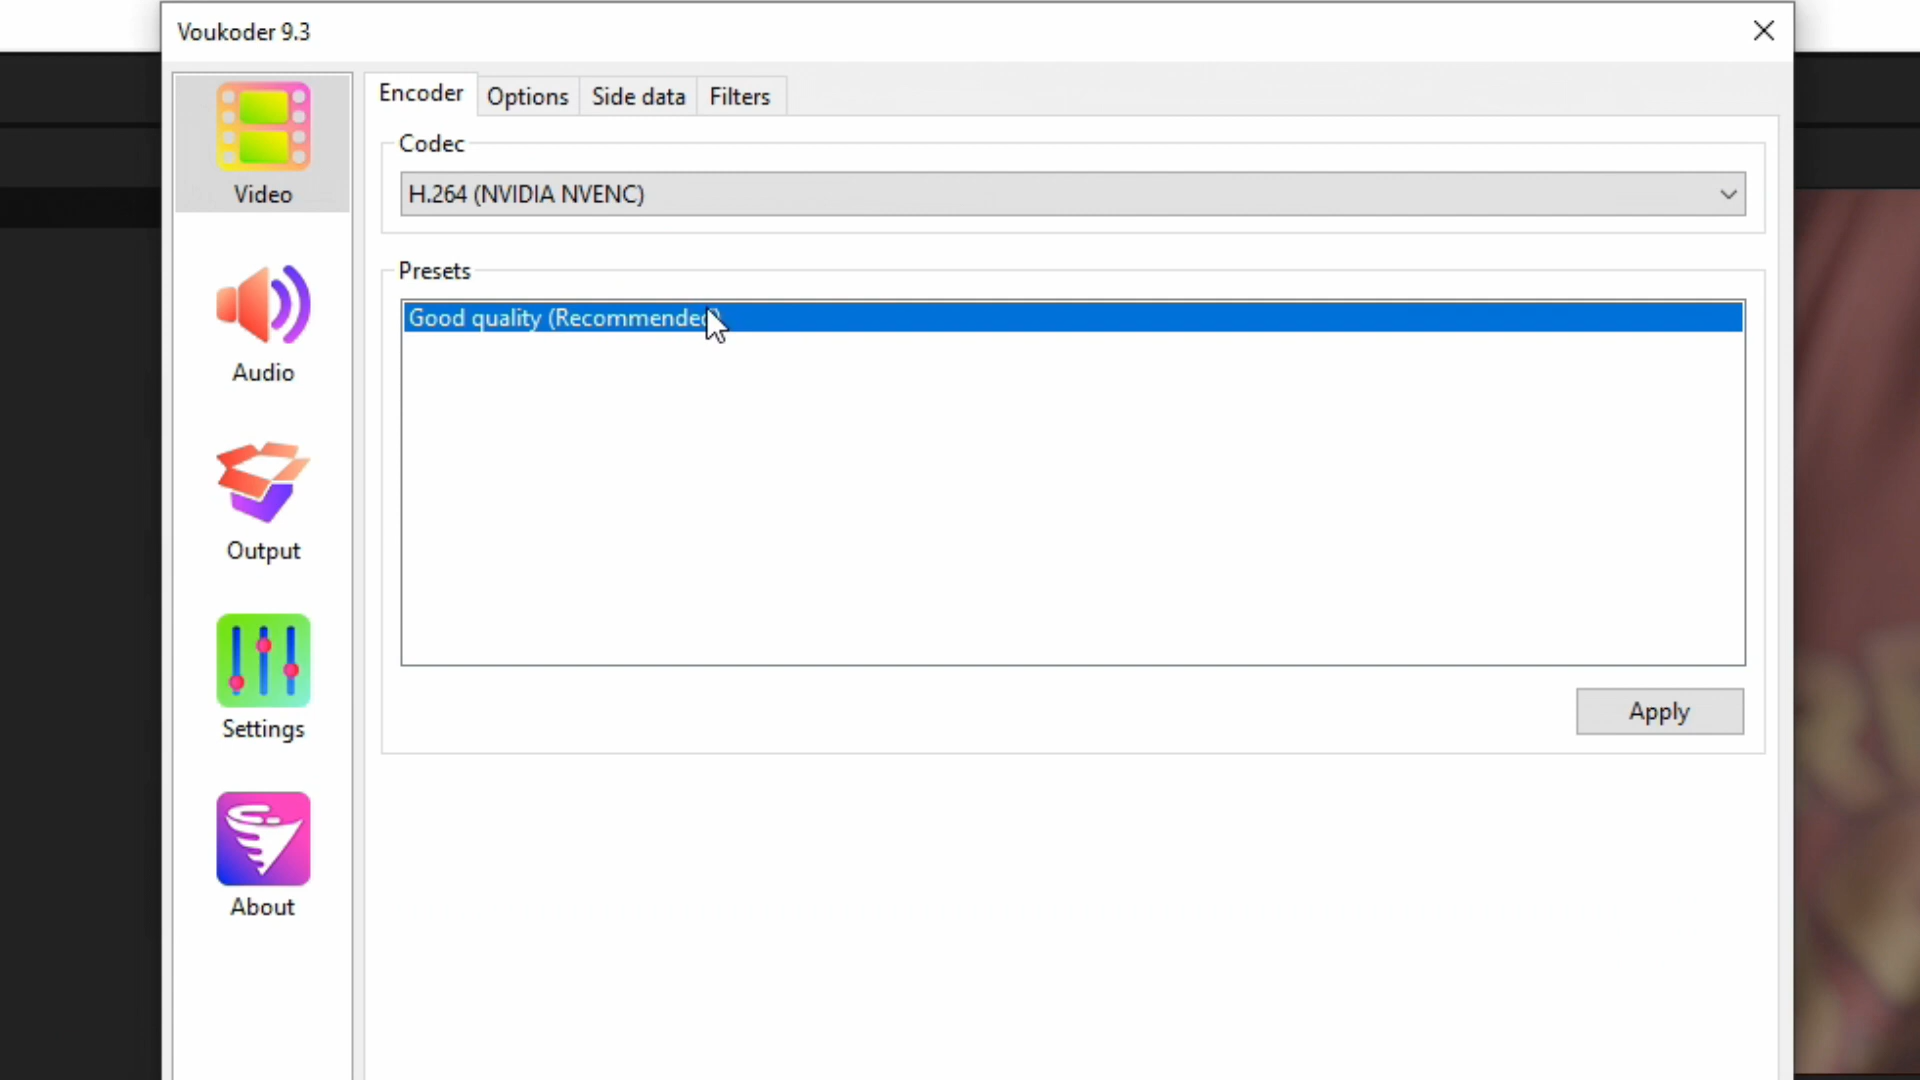 Voukoder 9.3
Encoder
Options
Side data
Filters
Video
Audio
Output
Settings
About
Codec
H.264 (NVIDIA NVENC)
Presets
Good quality (Recommended)
Apply